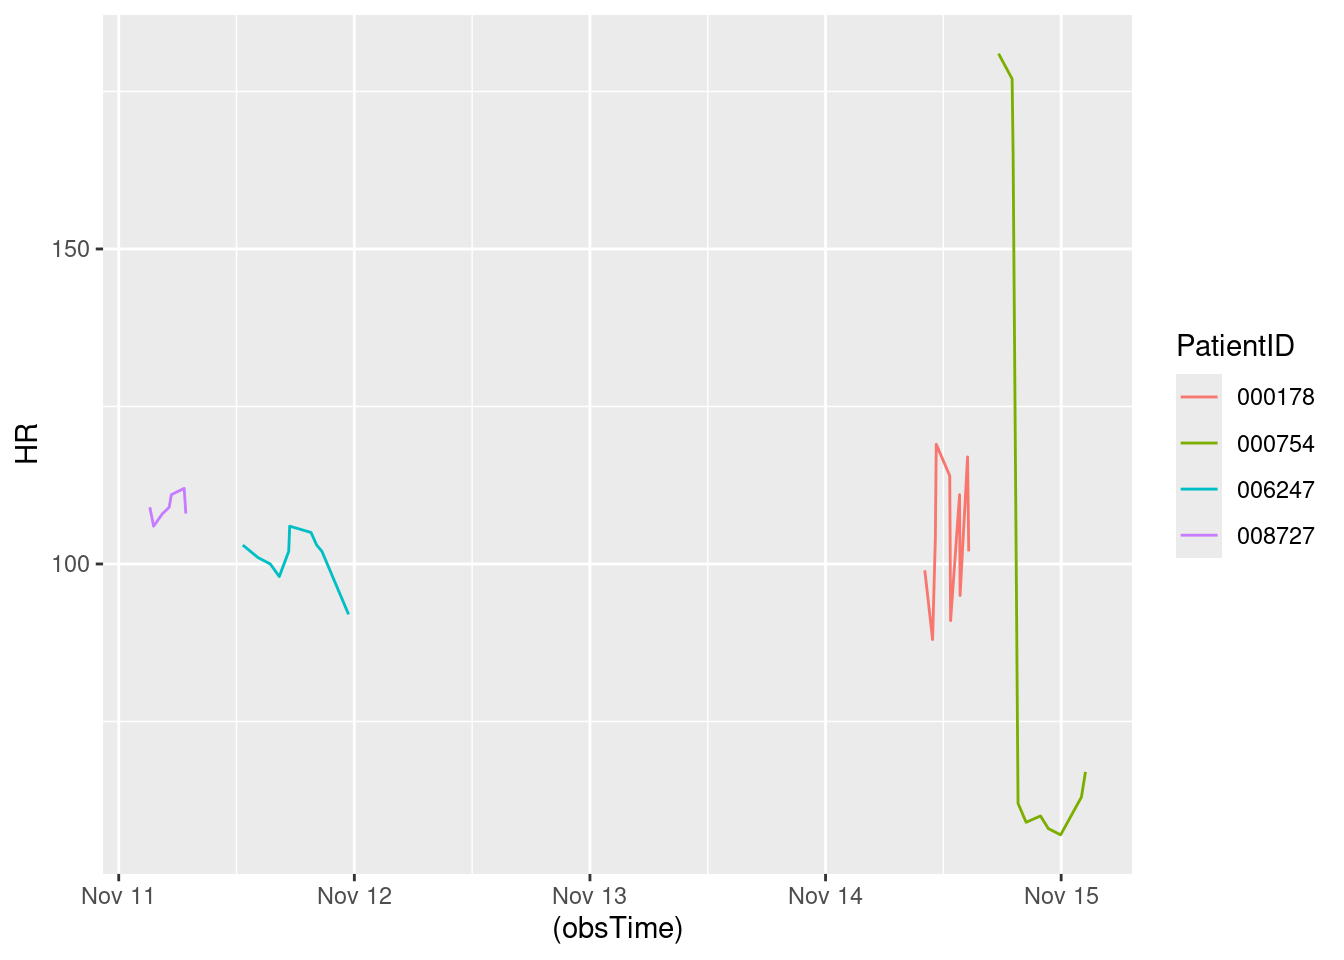 HR
150
100
Nov 11
Nov 12
Nov 13
Nov 14
Nov 15
(obsTime)
PatientID
000178
000754
006247
008727